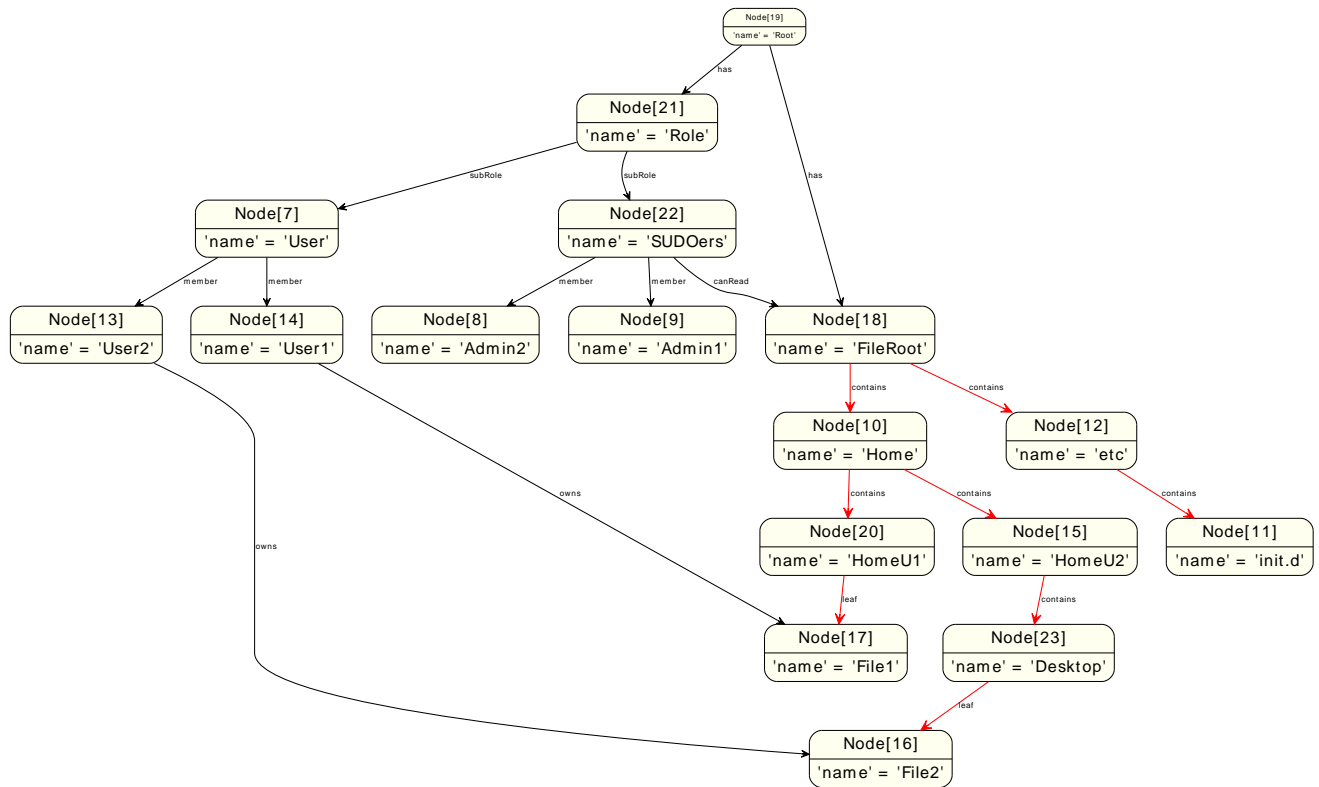 Node[19]
'name' = 'Root'
has
Node[21]
'name' = 'Role'
subRole
subRole
has
Node[7]
'name' = 'User'
Node[22]
'name' = 'SUDOers'
member
member
member
member
canRead
Node[13]
'name' = 'User2'
Node[14]
'name' = 'User1'
Node[8]
'name' = 'Admin2'
Node[9]
'name' = 'Admin1'
Node[18]
'name' = 'FileRoot'
contains
contains
Node[10]
'name' = 'Home'
Node[12]
'name' = 'etc'
owns
contains
contains
contains
Node[20]
'name' = 'HomeU1'
Node[15]
'name' = 'HomeU2'
Node[11]
'name' = 'init.d'
owns
leaf
contains
Node[17]
'name' = 'File1'
Node[23]
'name' = 'Desktop'
leaf
Node[16]
'name' = 'File2'